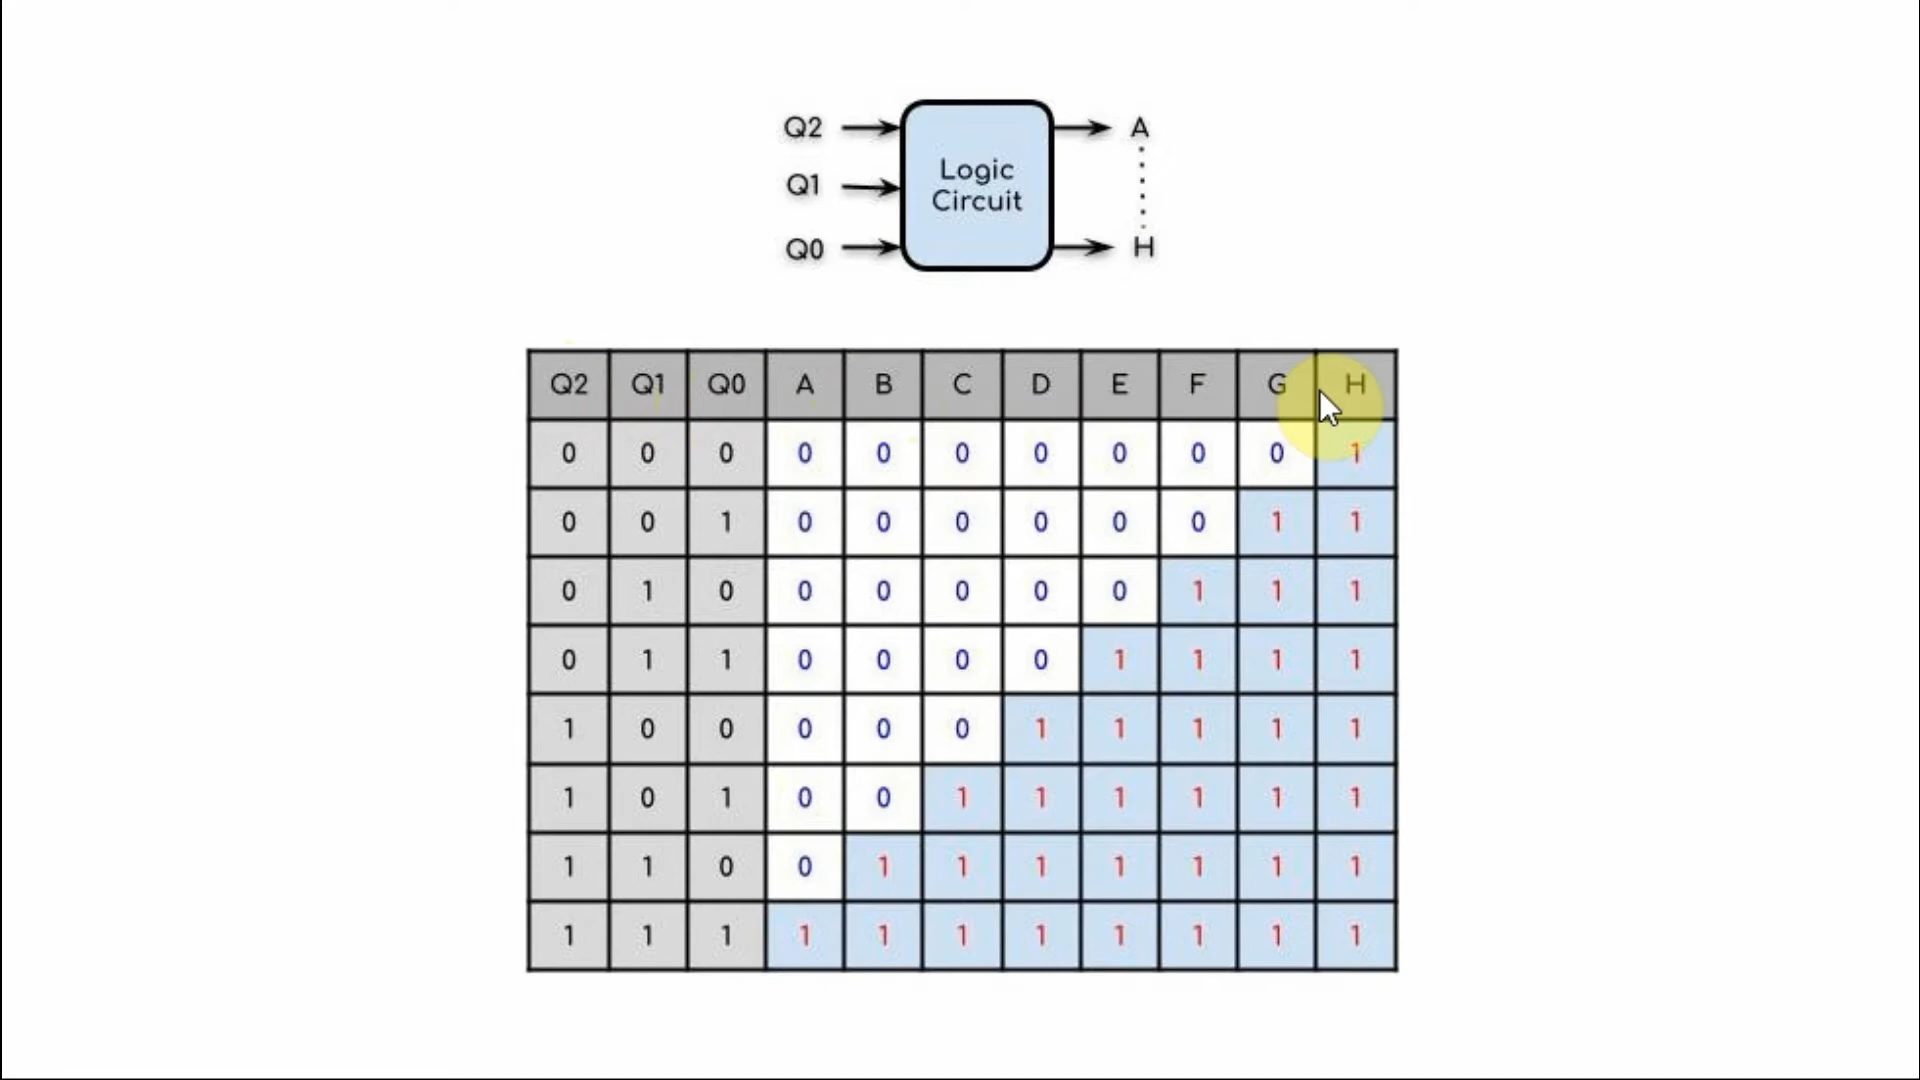 Q2 A
Logic
Q1
Circuit
Q0 H
Q2 Q1 Q0 A B C D E F G H
0 0 0 0 0 0 0 0 0 0 1
0 0 1 0 0 0 0 0 0 1 1
0 1 0 0 0 0 0 0 1 1 1
0 1 1 0 0 0 0 1 1 1 1
1 0 0 0 0 0 1 1 1 1 1
1 0 1 0 0 1 1 1 1 1 1
1 1 0 0 1 1 1 1 1 1 1
1 1 1 1 1 1 1 1 1 1 1